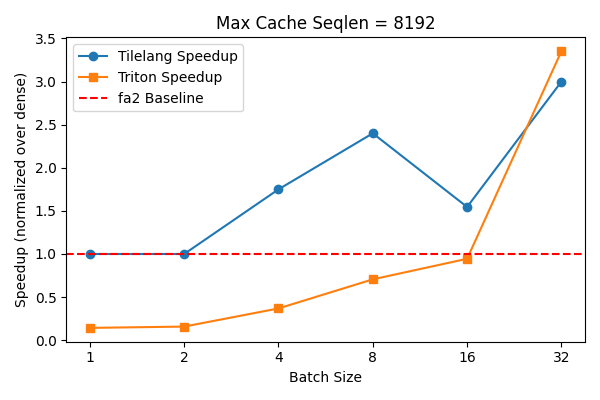 Max Cache Seqlen = 8192
Tilelang Speedup
Triton Speedup
fa2 Baseline
Speedup (normalized over dense)
3.5
3.0
2.5
2.0
1.5
1.0
0.5
0.0
1 2 4 8 16 32
Batch Size